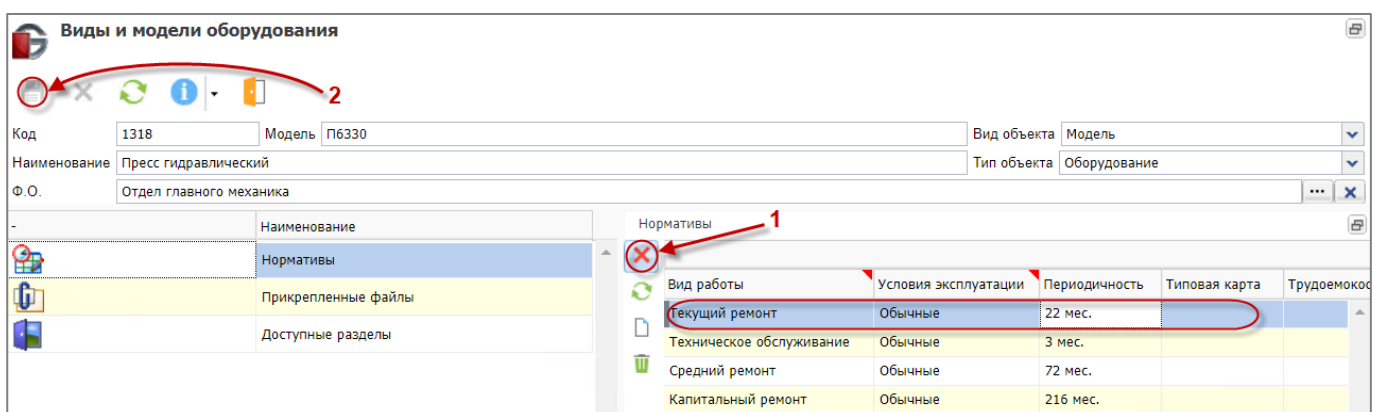 Виды и модели оборудования
2
Код 1318 Модель П6330 Вид объекта Модель
Наименование Пресс гидравлический Тип объекта Оборудование
Ф.О. Отдел главного механика ...
- Наименование
Нормативы
Прикрепленные файлы
Доступные разделы
Нормативы 1
Вид работы Условия эксплуатации Периодичность Типовая карта Трудоемокос
Текущий ремонт Обычные 22 мес.
Техническое обслуживание Обычные 3 мес.
Средний ремонт Обычные 72 мес.
Капитальный ремонт Обычные 216 мес.